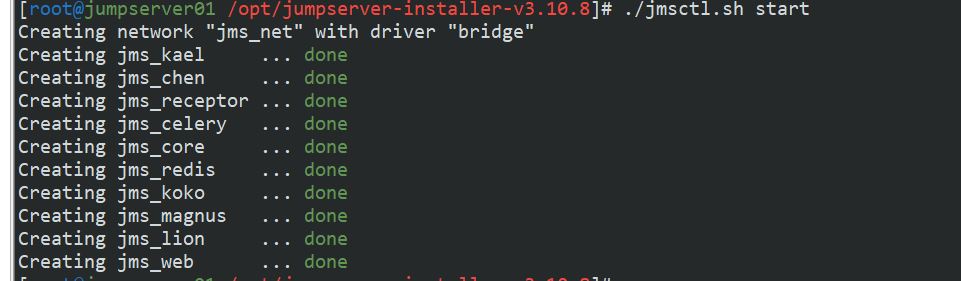 [root@jumpserver01 /opt/jumpserver-installer-v3.10.8]# ./jmsctl.sh start
Creating network "jms_net" with driver "bridge"
Creating jms_kael     ... done
Creating jms_chen     ... done
Creating jms_receptor ... done
Creating jms_celery   ... done
Creating jms_core     ... done
Creating jms_redis    ... done
Creating jms_koko     ... done
Creating jms_magnus   ... done
Creating jms_lion     ... done
Creating jms_web      ... done